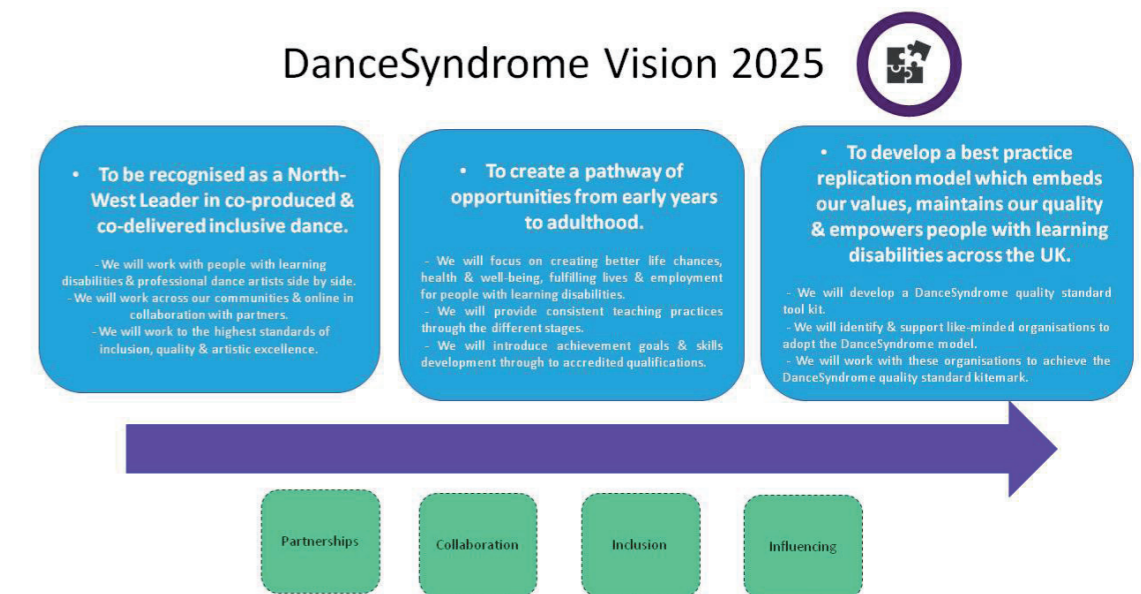 DanceSyndrome Vision 2025
• To be recognised as a North-
West Leader in co-produced &
co-delivered inclusive dance.
- We will work with people with learning
disabilities & professional dance artists side by side.
- We will work across our communities & online in
collaboration with partners.
- We will work to the highest standards of
inclusion, quality & artistic excellence.
• To create a pathway of
opportunities from early years
to adulthood.
- We will focus on creating better life chances,
health & well-being, fulfilling lives & employment
for people with learning disabilities.
- We will provide consistent teaching practices
through the different stages.
- We will introduce achievement goals & skills
development through to accredited qualifications.
• To develop a best practice
replication model which embeds
our values, maintains our quality
& empowers people with learning
disabilities across the UK.
- We will develop a DanceSyndrome quality standard
tool kit.
- We will identify & support like-minded organisations to
adopt the DanceSyndrome model.
- We will work with these organisations to achieve the
DanceSyndrome quality standard kitemark.
Partnerships
Collaboration
Inclusion
Influencing